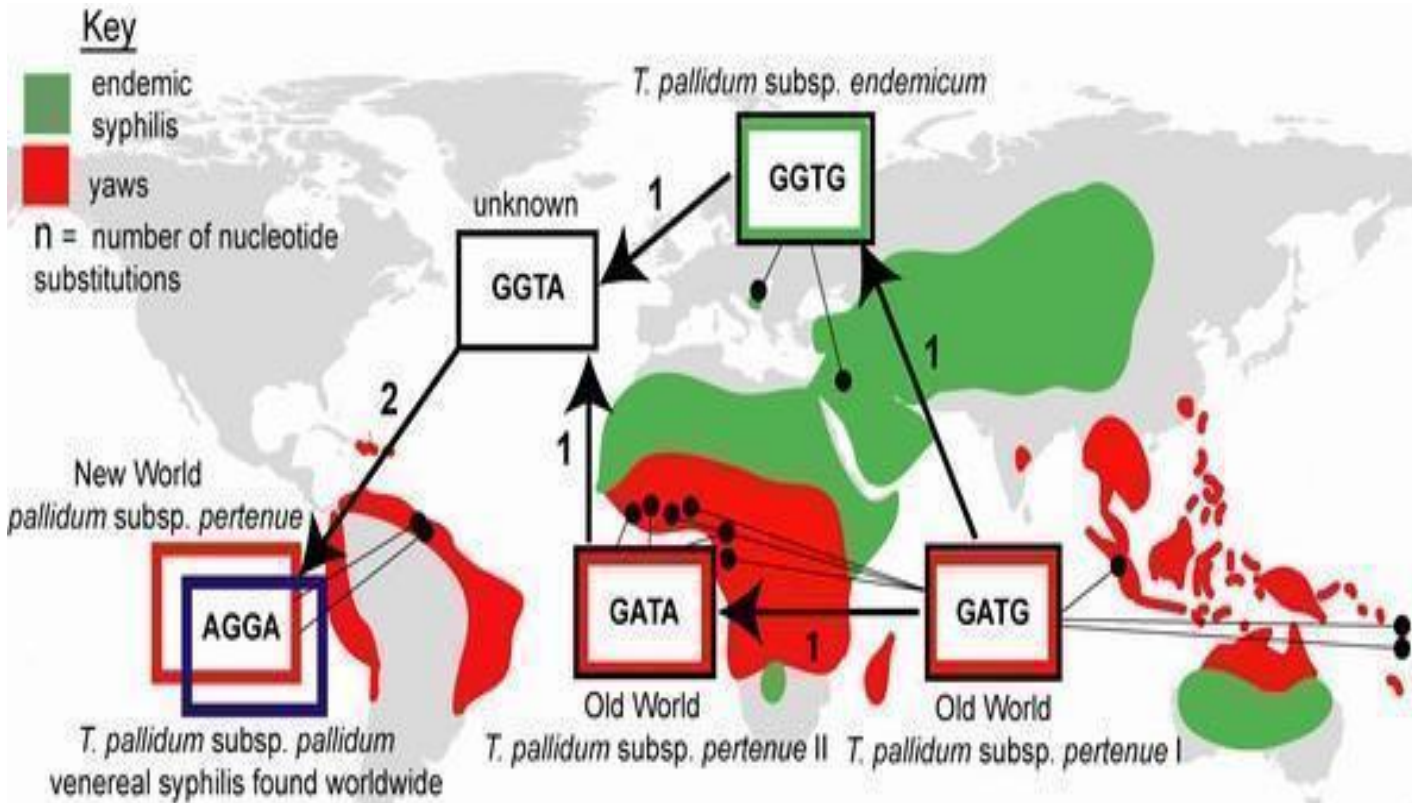 Key
endemic
syphilis
yaws
n = number of nucleotide
substitutions
T. pallidum subsp. endemicum
GGTG
1
unknown
GGTA
1
2
1
New World
pallidum subsp. pertenue
AGGA
GATA
1
GATG
Old World
T. pallidum subsp. pertenue II
Old World
T. pallidum subsp. pertenue I
T. pallidum subsp. pallidum
venereal syphilis found worldwide